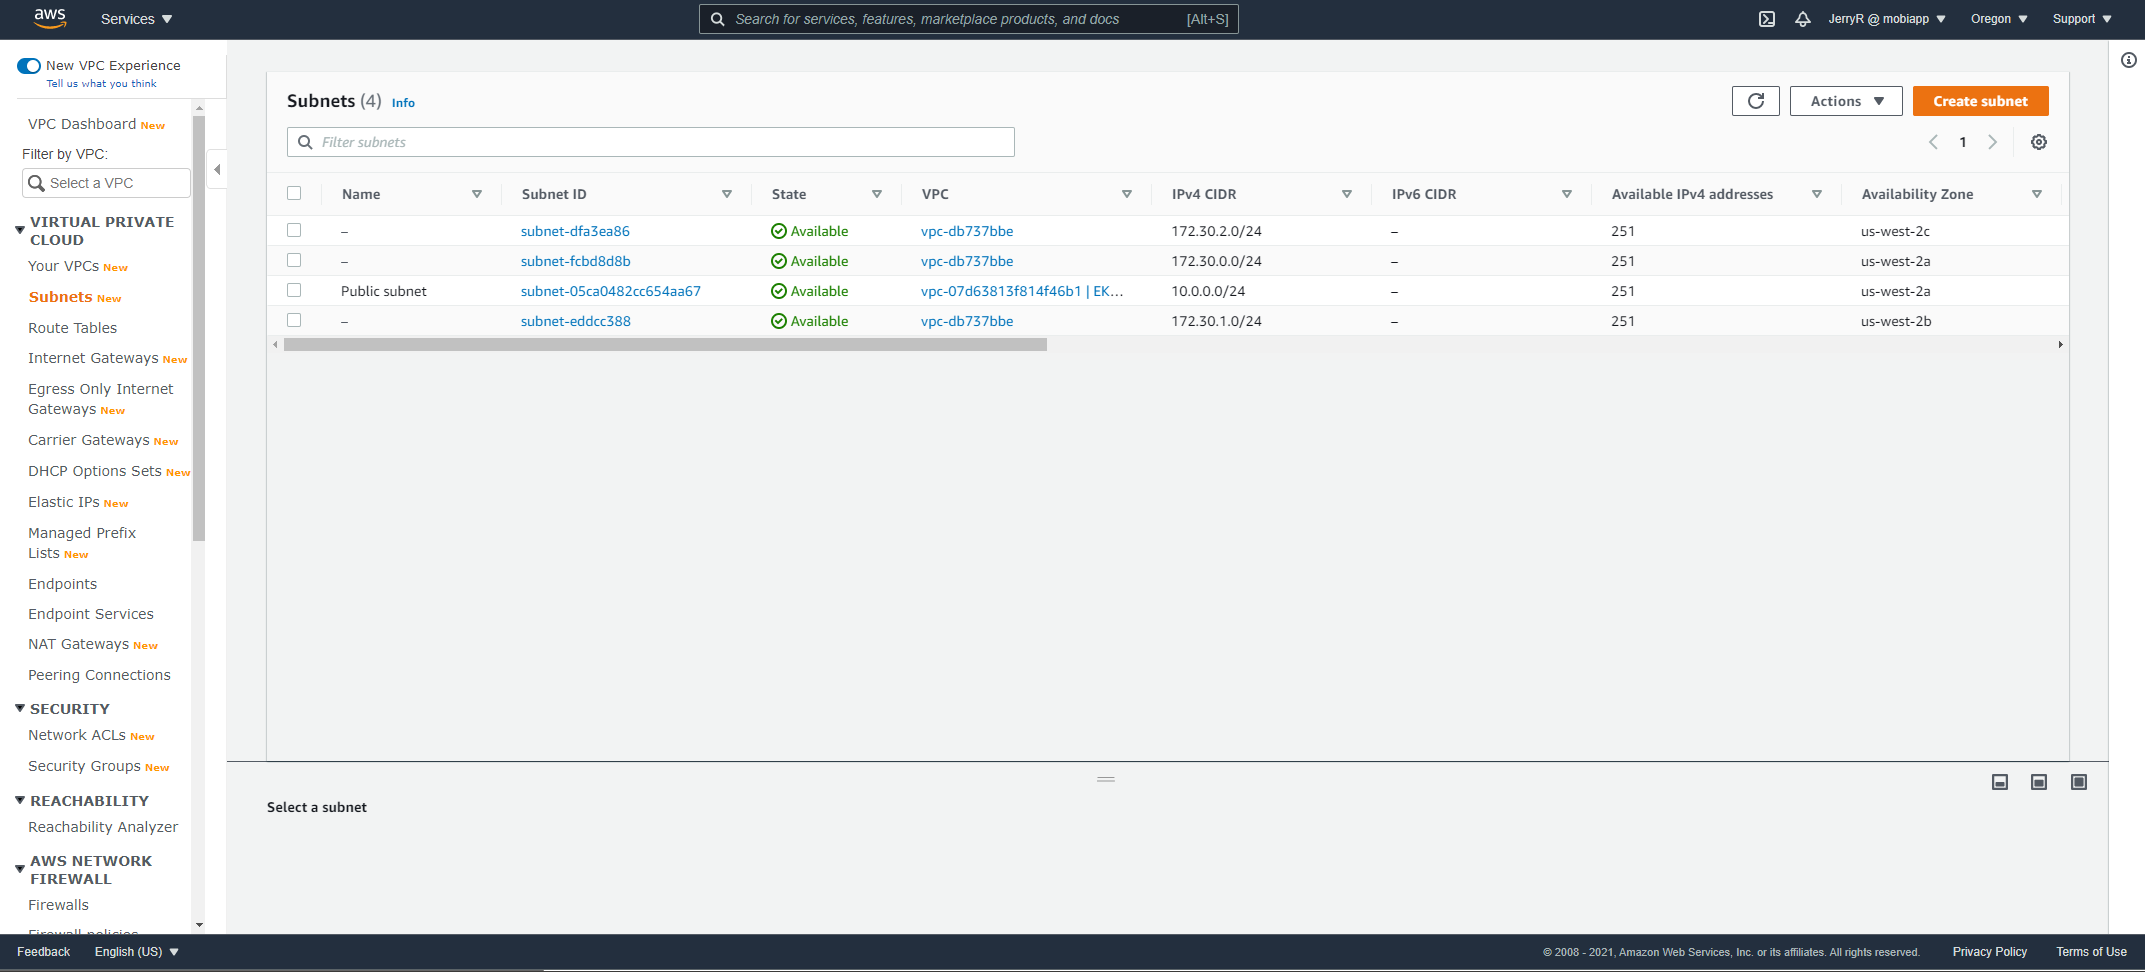 aws Services Search for services, features, marketplace products, and docs [Alt+S] JerryR @ mobiapp Oregon Support
New VPC Experience
Tell us what you think
VPC Dashboard New
Filter by VPC:
Select a VPC
VIRTUAL PRIVATE
CLOUD
Your VPCs New
Subnets New
Route Tables
Internet Gateways New
Egress Only Internet
Gateways New
Carrier Gateways New
DHCP Options Sets New
Elastic IPs New
Managed Prefix
Lists New
Endpoints
Endpoint Services
NAT Gateways New
Peering Connections
SECURITY
Network ACLs New
Security Groups New
REACHABILITY
Reachability Analyzer
AWS NETWORK
FIREWALL
Firewalls
Firewall policies
Subnets (4) Info Actions Create subnet
Filter subnets 1
Name Subnet ID State VPC IPv4 CIDR IPv6 CIDR Available IPv4 addresses Availability Zone
– subnet-dfa3ea86 Available vpc-db737bbe 172.30.2.0/24 – 251 us-west-2c
– subnet-fcbd8d8b Available vpc-db737bbe 172.30.0.0/24 – 251 us-west-2a
Public subnet subnet-05ca0482cc654aa67 Available vpc-07d63813f814f46b1 | EK... 10.0.0.0/24 – 251 us-west-2a
– subnet-eddcc388 Available vpc-db737bbe 172.30.1.0/24 – 251 us-west-2b
Select a subnet
Feedback English (US) © 2008 - 2021, Amazon Web Services, Inc. or its affiliates. All rights reserved. Privacy Policy Terms of Use